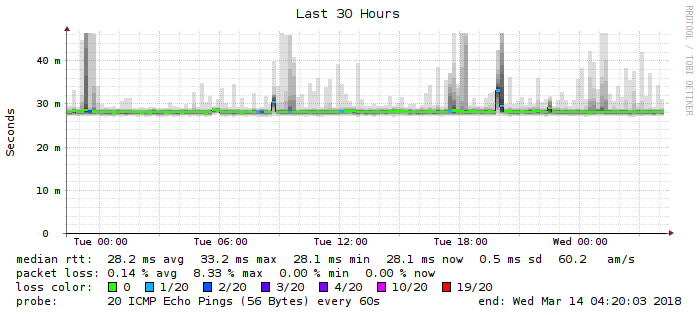 Last 30 Hours
RRDTOOL / TOBI OETIKER
Seconds
40 m
30 m
20 m
10 m
0
Tue 00:00 Tue 06:00 Tue 12:00 Tue 18:00 Wed 00:00
median rtt: 28.2 ms avg 33.2 ms max 28.1 ms min 28.1 ms now 0.5 ms sd 60.2 am/s
packet loss: 0.14 % avg 8.33 % max 0.00 % min 0.00 % now
loss color: 0 1/20 2/20 3/20 4/20 10/20 19/20
probe: 20 ICMP Echo Pings (56 Bytes) every 60s end: Wed Mar 14 04:20:03 2018